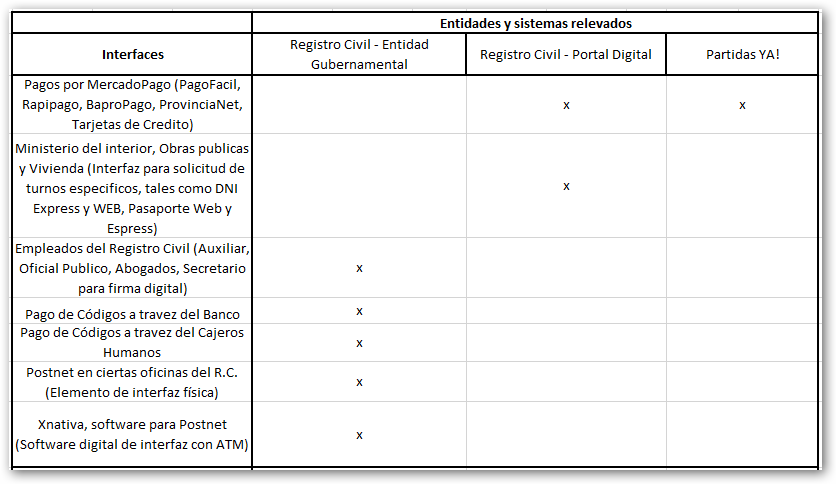 Entidades y sistemas relevados
Interfaces
Registro Civil - Entidad
Gubernamental
Registro Civil - Portal Digital
Partidas YA!
Pagos por MercadoPago (PagoFacil,
Rapipago, BaproPago, ProvinciaNet,
Tarjetas de Credito)
x
x
Ministerio del interior, Obras publicas
y Vivienda (Interfaz para solicitud de
turnos especificos, tales como DNI
Express y WEB, Pasaporte Web y
Espress)
x
Empleados del Registro Civil (Auxiliar,
Oficial Publico, Abogados, Secretario
para firma digital)
x
Pago de Códigos a travez del Banco
x
Pago de Códigos a travez del Cajeros
Humanos
x
Postnet en ciertas oficinas del R.C.
(Elemento de interfaz física)
x
Xnativa, software para Postnet
(Software digital de interfaz con ATM)
x